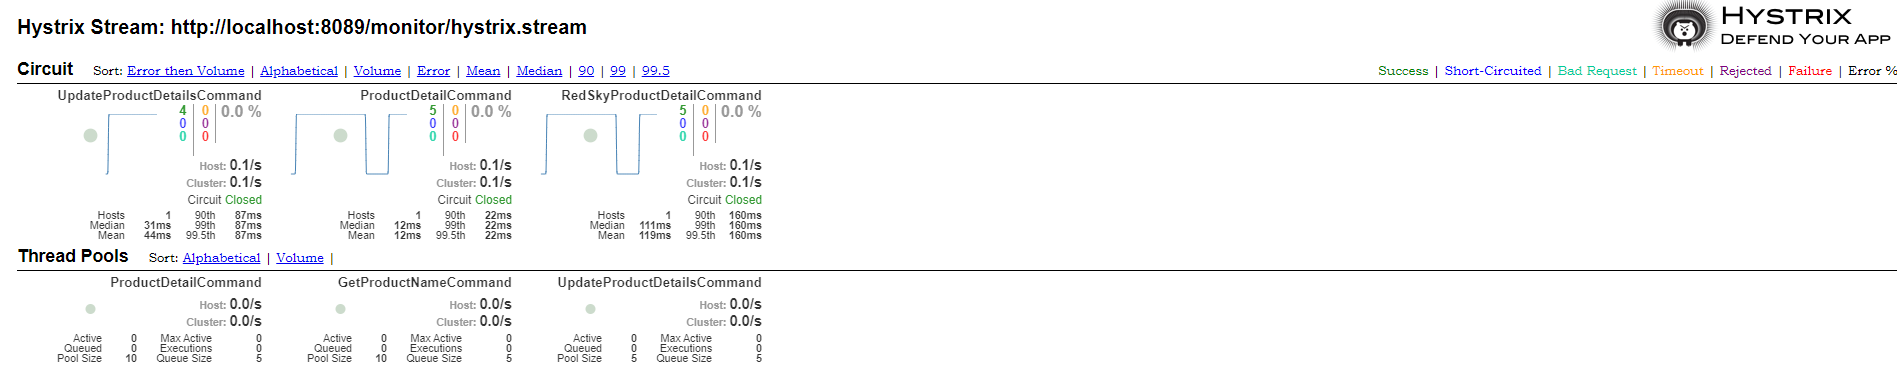 Hystrix Stream: http://localhost:8089/monitor/hystrix.stream
HYSTRIX
DEFEND YOUR APP
Circuit Sort: Error then Volume | Alphabetical | Volume | Error | Mean | Median | 90 | 99 | 99.5
Success | Short-Circuited | Bad Request | Timeout | Rejected | Failure | Error %
UpdateProductDetailsCommand
4 0 0.0 %
0 0
0 0
Host: 0.1/s
Cluster: 0.1/s
Circuit Closed
Hosts 1 90th 87ms
Median 31ms 99th 87ms
Mean 44ms 99.5th 87ms
ProductDetailCommand
5 0 0.0 %
0 0
0 0
Host: 0.1/s
Cluster: 0.1/s
Circuit Closed
Hosts 1 90th 22ms
Median 12ms 99th 22ms
Mean 12ms 99.5th 22ms
RedSkyProductDetailCommand
5 0 0.0 %
0 0
0 0
Host: 0.1/s
Cluster: 0.1/s
Circuit Closed
Hosts 1 90th 160ms
Median 111ms 99th 160ms
Mean 119ms 99.5th 160ms
Thread Pools Sort: Alphabetical | Volume |
ProductDetailCommand
Host: 0.0/s
Cluster: 0.0/s
Active 0 Max Active 0
Queued 0 Executions 0
Pool Size 10 Queue Size 5
GetProductNameCommand
Host: 0.0/s
Cluster: 0.0/s
Active 0 Max Active 0
Queued 0 Executions 0
Pool Size 10 Queue Size 5
UpdateProductDetailsCommand
Host: 0.0/s
Cluster: 0.0/s
Active 0 Max Active 0
Queued 0 Executions 0
Pool Size 5 Queue Size 5